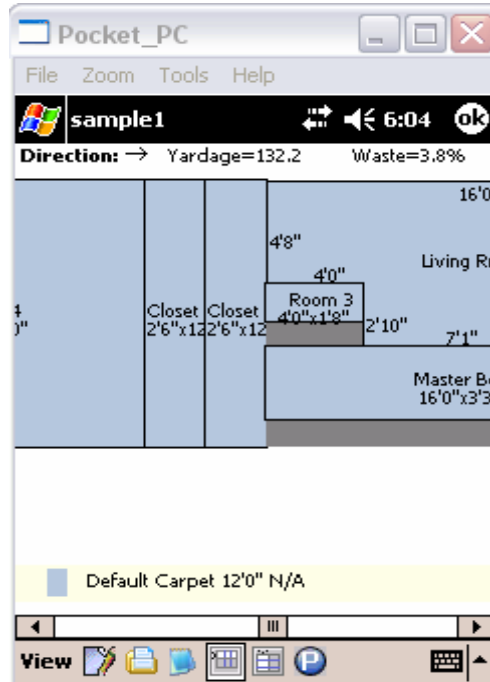 Pocket_PC
File Zoom Tools Help
sample1 6:04 ok
Direction: → Yardage=132.2 Waste=3.8%
16'0
4'8"
Living R
4'0"
Closet Closet Room 3
2'6"x12 2'6"x12 4'0"x1'8" 2'10"
7'1"
Master B
16'0"x3'3
Default Carpet 12'0" N/A
View